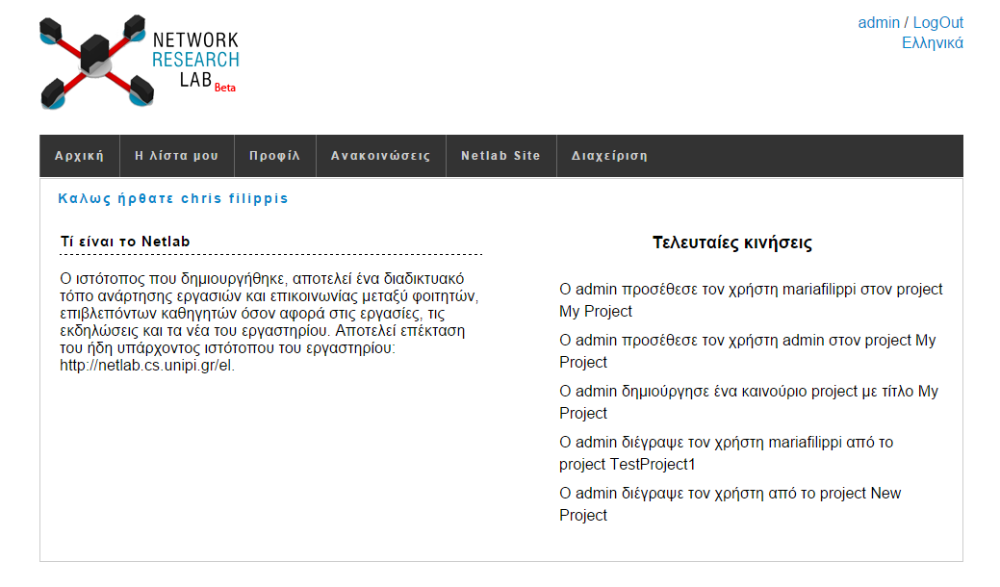 NETWORK
RESEARCH
LAB Beta
admin / LogOut
Ελληνικά
Αρχική Η λίστα μου Προφίλ Ανακοινώσεις Netlab Site Διαχείριση
Καλως ήρθατε chris filippis
Τί είναι το Netlab
Ο ιστότοπος που δημιουργήθηκε, αποτελεί ένα διαδικτυακό
τόπο ανάρτησης εργασιών και επικοινωνίας μεταξύ φοιτητών,
επιβλεπόντων καθηγητών όσον αφορά στις εργασίες, τις
εκδηλώσεις και τα νέα του εργαστηρίου. Αποτελεί επέκταση
του ήδη υπάρχοντος ιστότοπου του εργαστηρίου:
http://netlab.cs.unipi.gr/el.
Τελευταίες κινήσεις
Ο admin προσέθεσε τον χρήστη mariafilippi στον project
My Project
Ο admin προσέθεσε τον χρήστη admin στον project My
Project
Ο admin δημιούργησε ένα καινούριο project με τίτλο My
Project
Ο admin διέγραψε τον χρήστη mariafilippi από το
project TestProject1
Ο admin διέγραψε τον χρήστη από το project New
Project